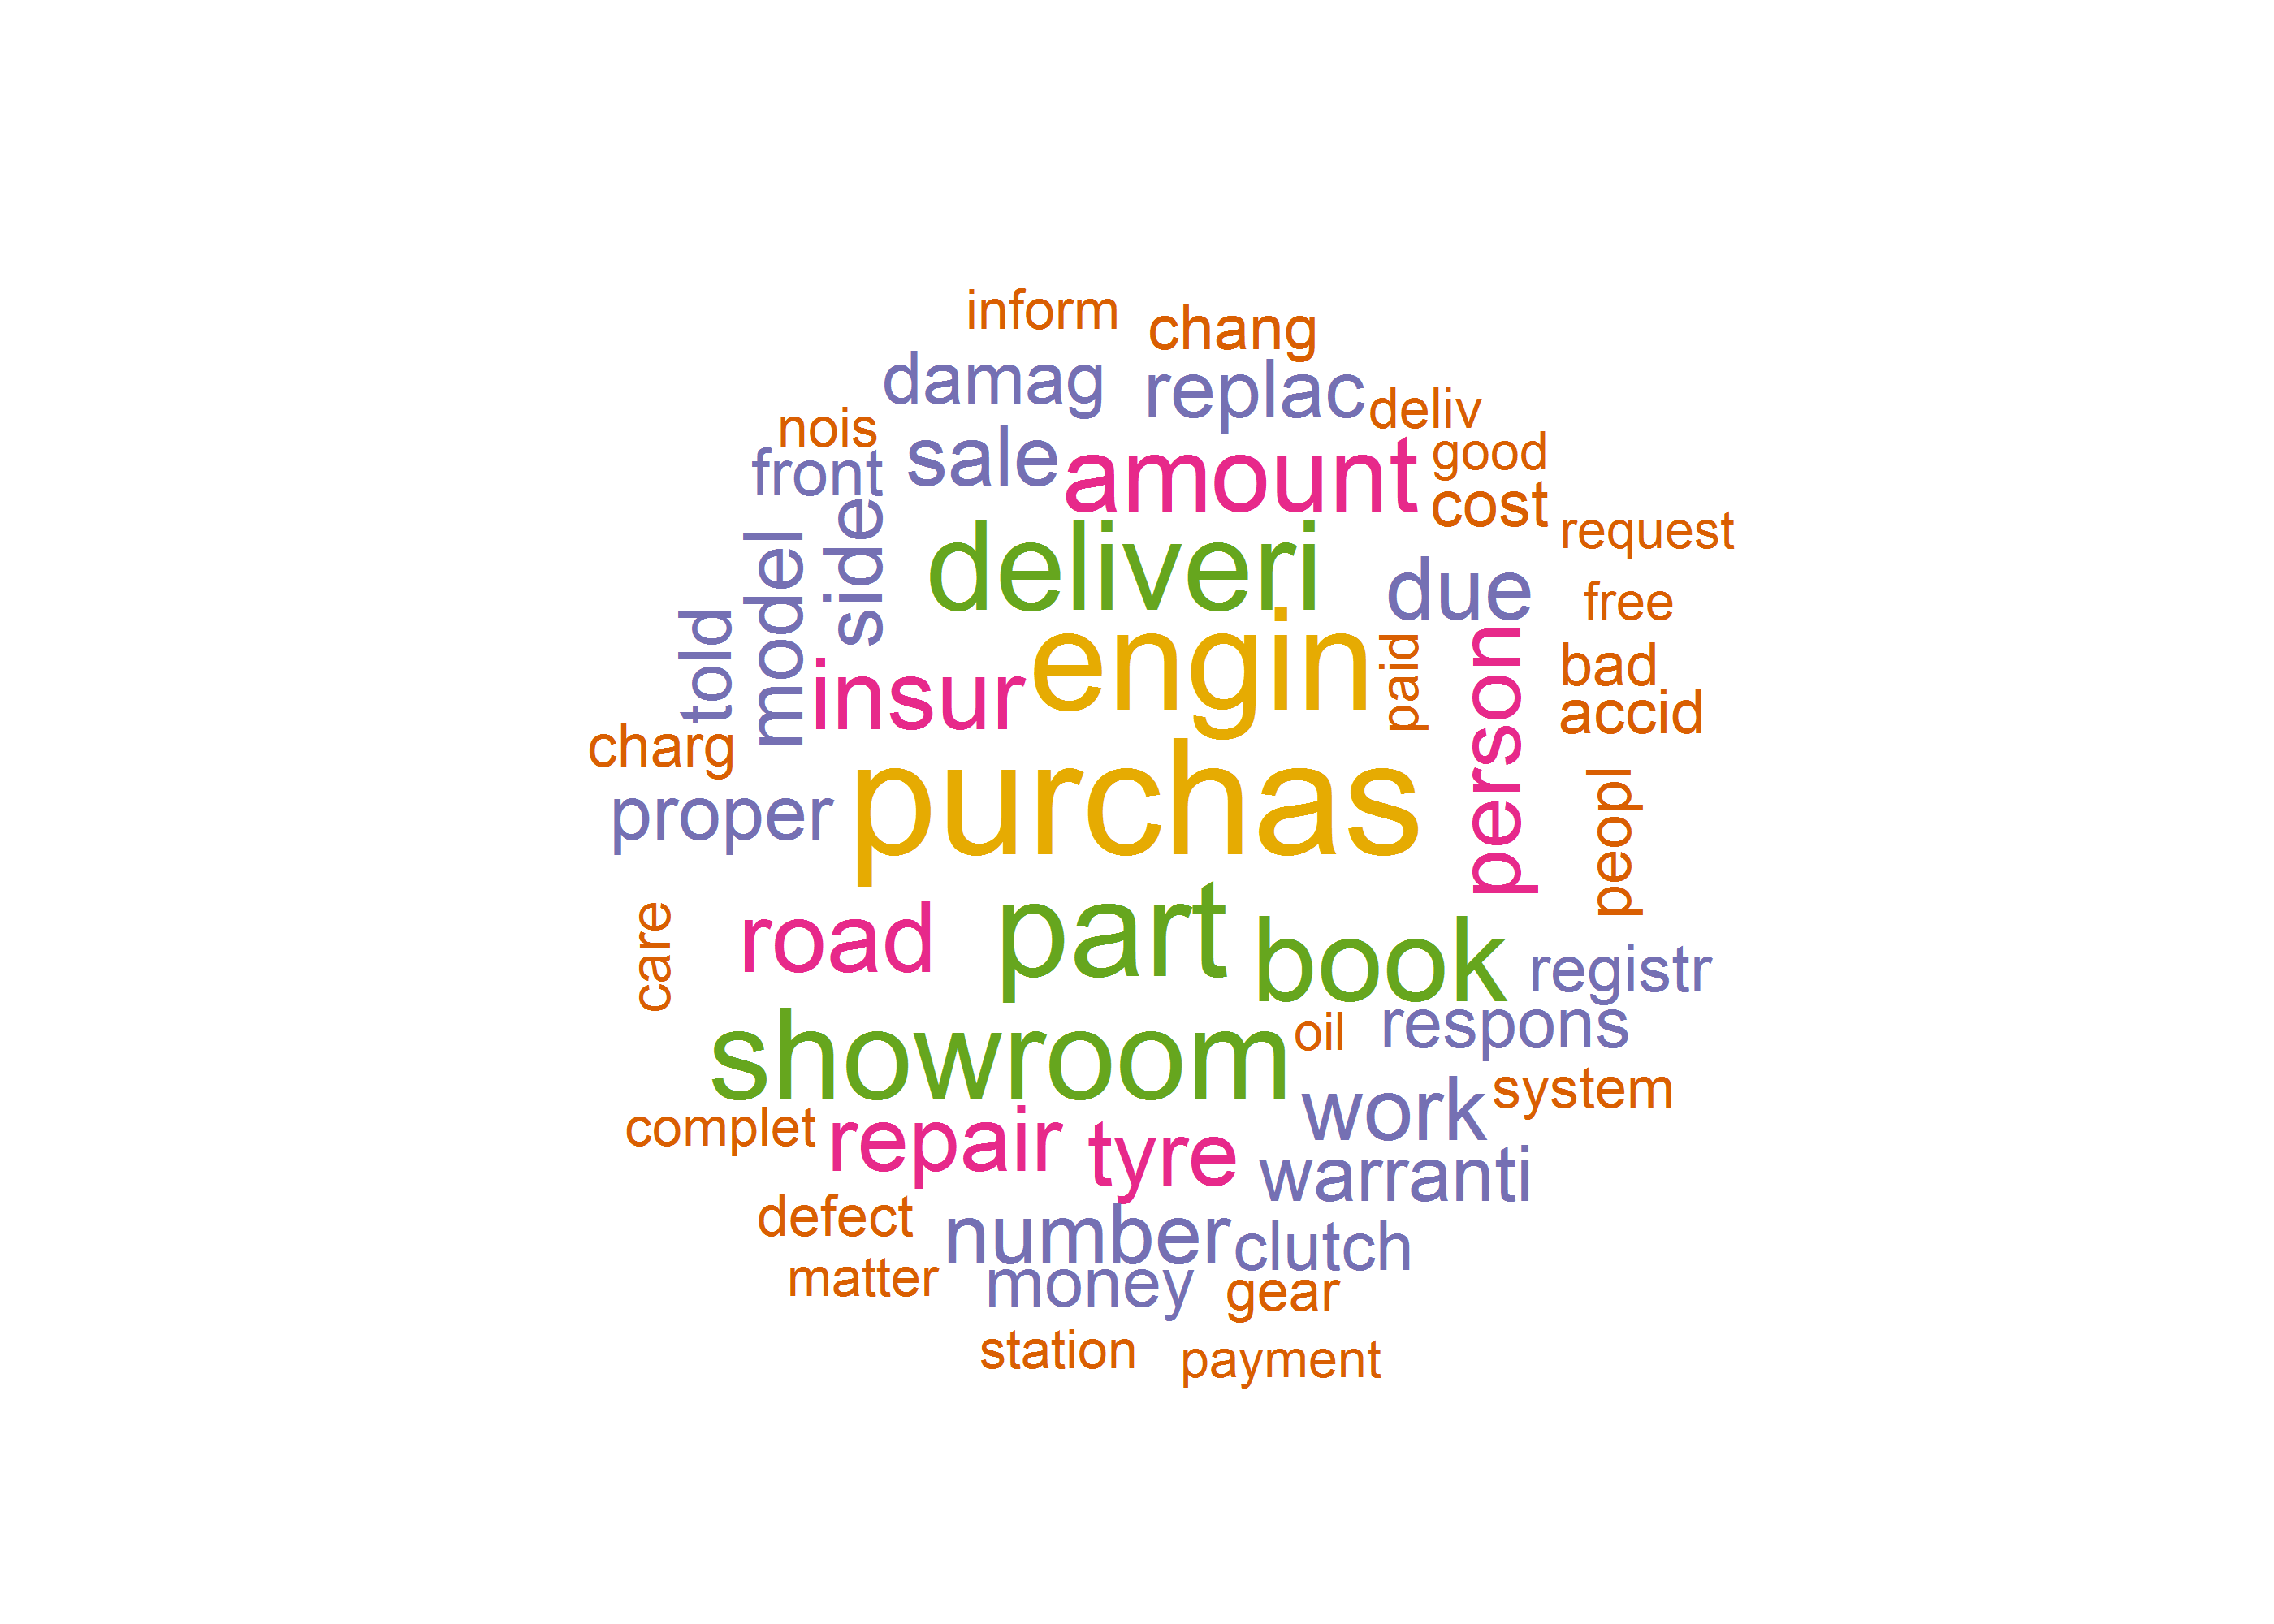 inform
chang
damag
replac
deliv
nois
front
sale
amount
good
cost
request
side
model
deliveri
due
free
told
insur
engin
paid
person
bad
accid
charg
proper
purchas
peopl
care
road
part
book
registr
showroom
oil
respons
complet
repair
tyre
work
system
warranti
defect
number
clutch
matter
money
gear
station
payment